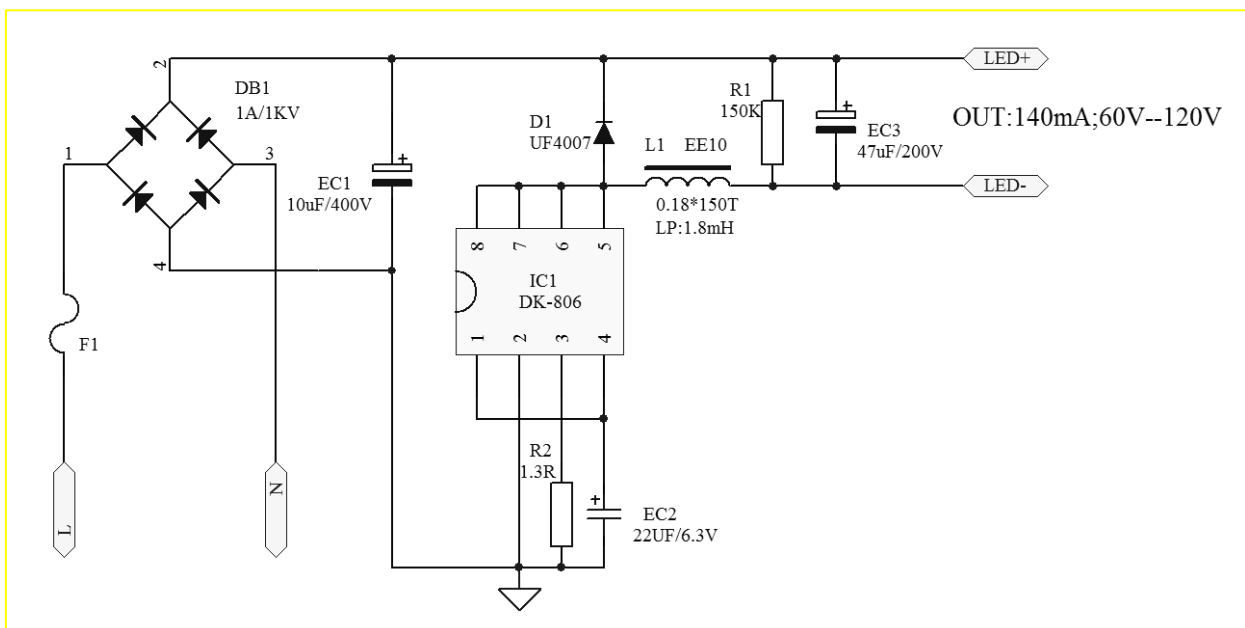 2
DB1
1A/1KV
1
3
4
F1
L
N
EC1
10uF/400V
D1
UF4007
L1 EE10
0.18*150T
LP:1.8mH
R1
150K
EC3
47uF/200V
LED+
OUT:140mA;60V--120V
LED-
8 7 6 5
IC1
DK-806
1 2 3 4
R2
1.3R
EC2
22UF/6.3V
+
+
+